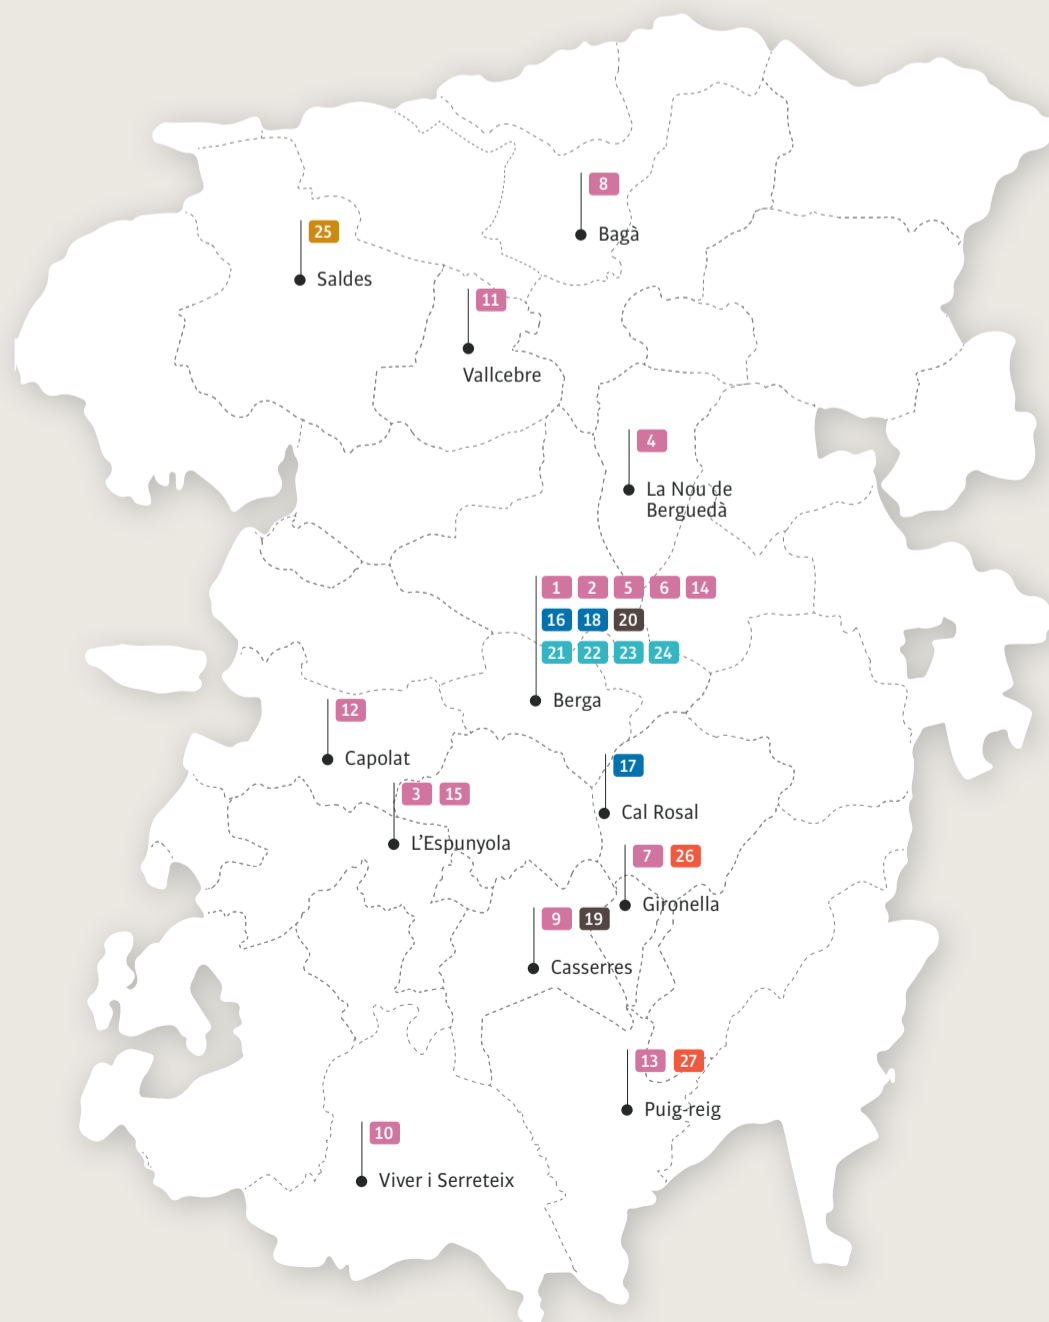 8
Bagà
25
Saldes
11
Vallcebre
4
La Nou de
Berguedà
1 2 5 6 14
16 18 20
21 22 23 24
Berga
12
Capolat
17
Cal Rosal
3 15
L'Espunyola
7 26
Gironella
9 19
Casserres
13 27
Puig-reig
10
Viver i Serreteix